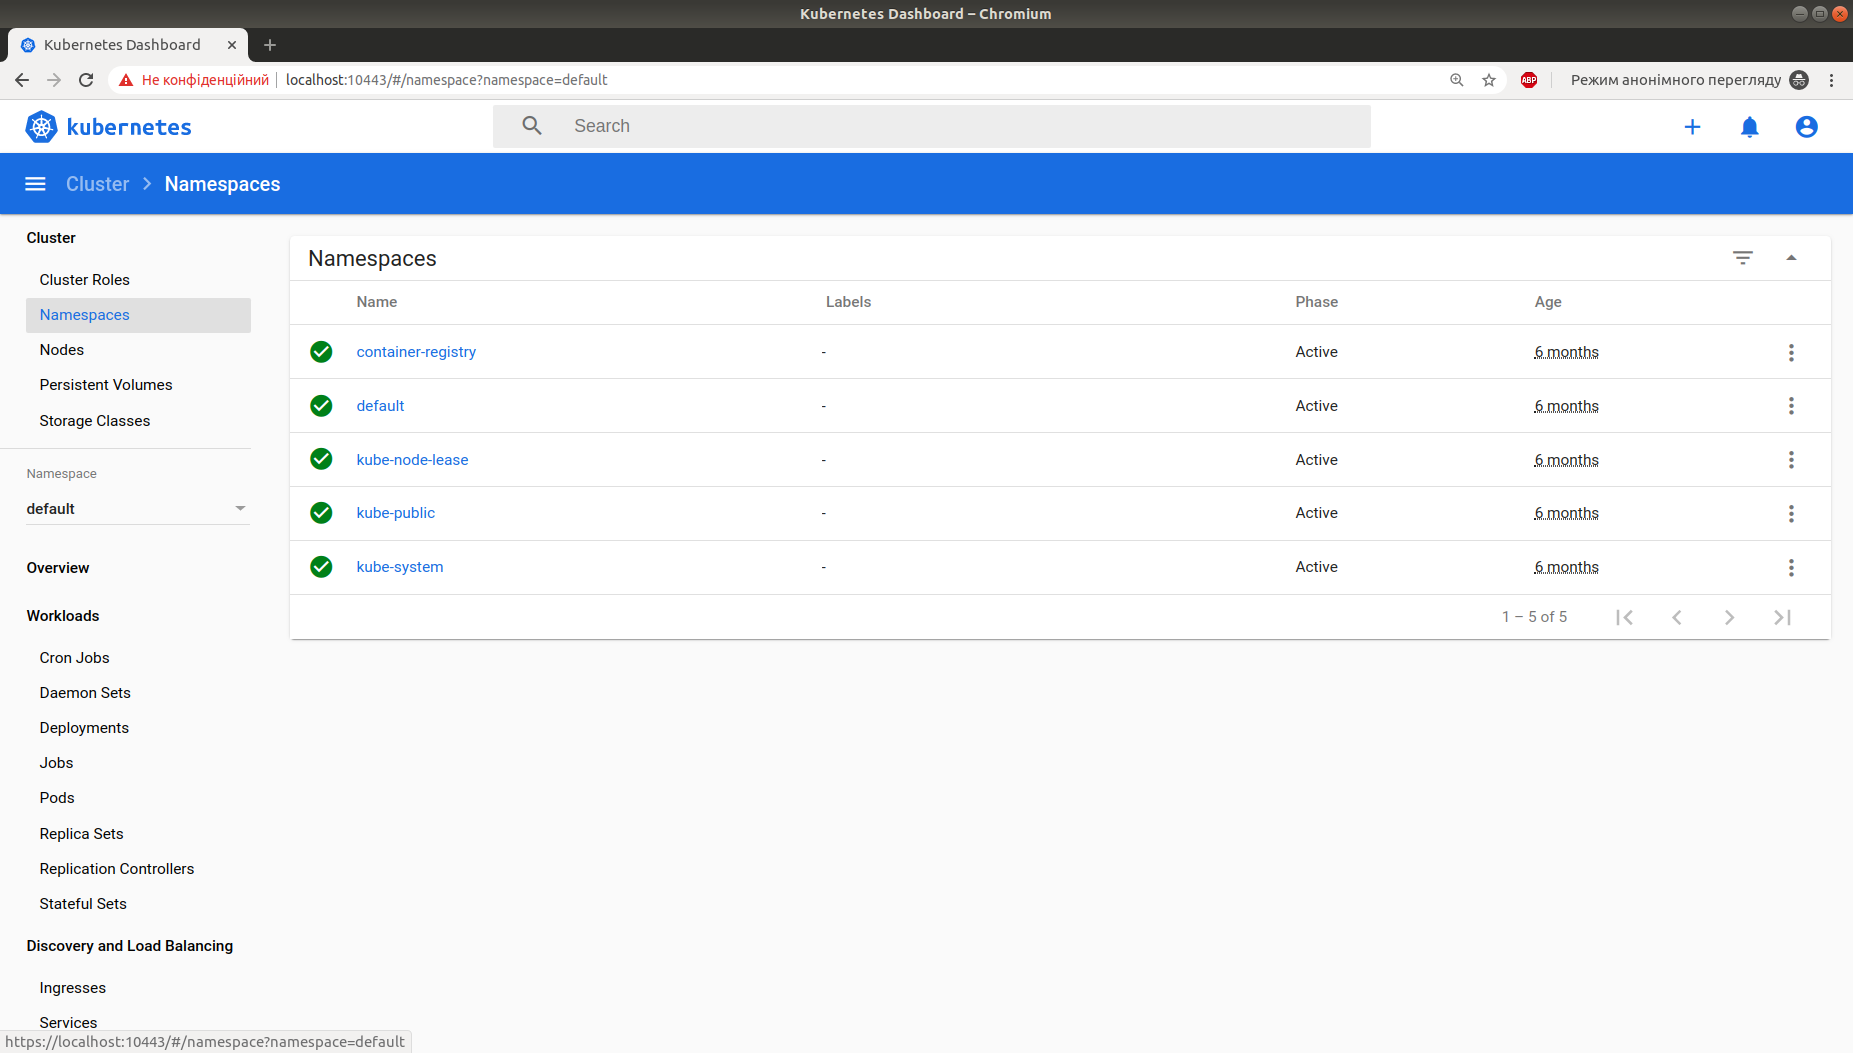 Kubernetes Dashboard – Chromium
Kubernetes Dashboard
Не конфіденційний localhost:10443/#/namespace?namespace=default ABP Режим анонімного перегляду
kubernetes Search
Cluster Namespaces
Cluster
Cluster Roles
Namespaces
Nodes
Persistent Volumes
Storage Classes
Namespace
default
Overview
Workloads
Cron Jobs
Daemon Sets
Deployments
Jobs
Pods
Replica Sets
Replication Controllers
Stateful Sets
Discovery and Load Balancing
Ingresses
Services
Namespaces
Name Labels Phase Age
container-registry - Active 6 months
default - Active 6 months
kube-node-lease - Active 6 months
kube-public - Active 6 months
kube-system - Active 6 months
1 – 5 of 5
https://localhost:10443/#/namespace?namespace=default